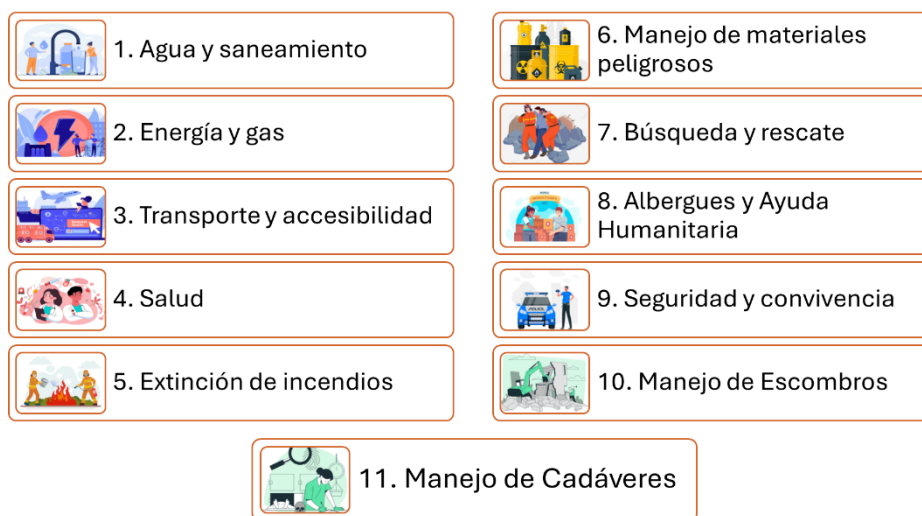 1. Agua y saneamiento
2. Energía y gas
3. Transporte y accesibilidad
4. Salud
5. Extinción de incendios
6. Manejo de materiales
peligrosos
7. Búsqueda y rescate
8. Albergues y Ayuda
Humanitaria
9. Seguridad y convivencia
10. Manejo de Escombros
11. Manejo de Cadáveres